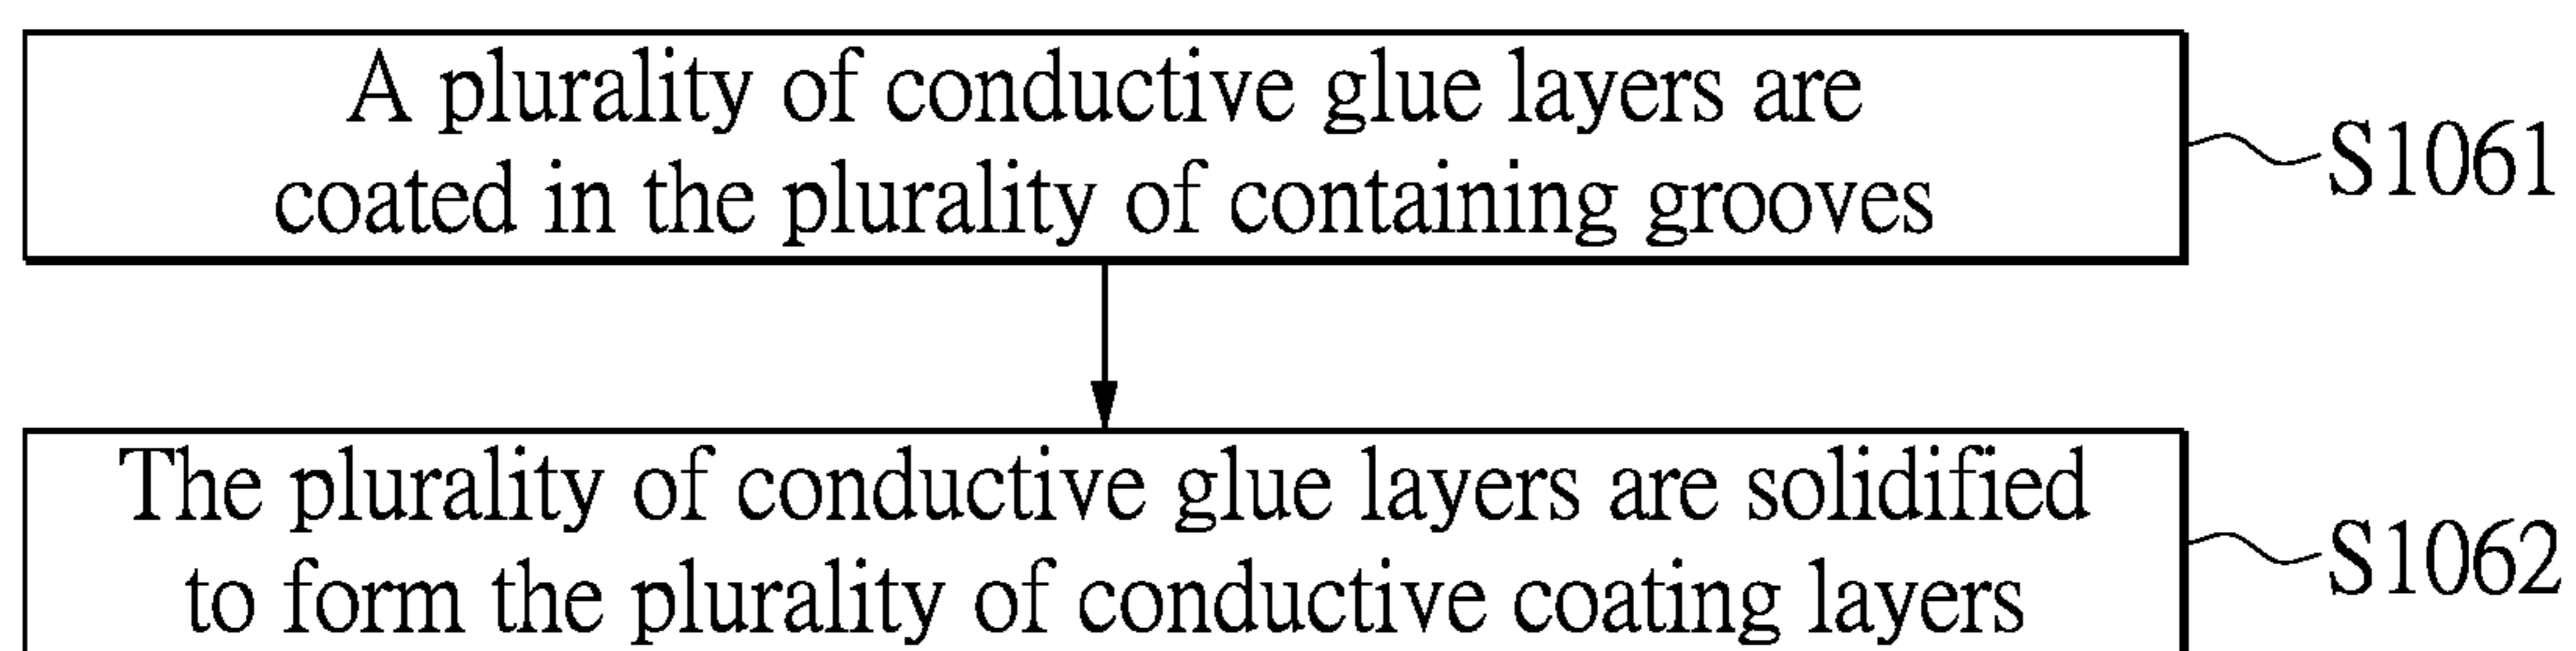 A plurality of conductive glue layers are
coated in the plurality of containing grooves
S1061
The plurality of conductive glue layers are solidified
to form the plurality of conductive coating layers
S1062